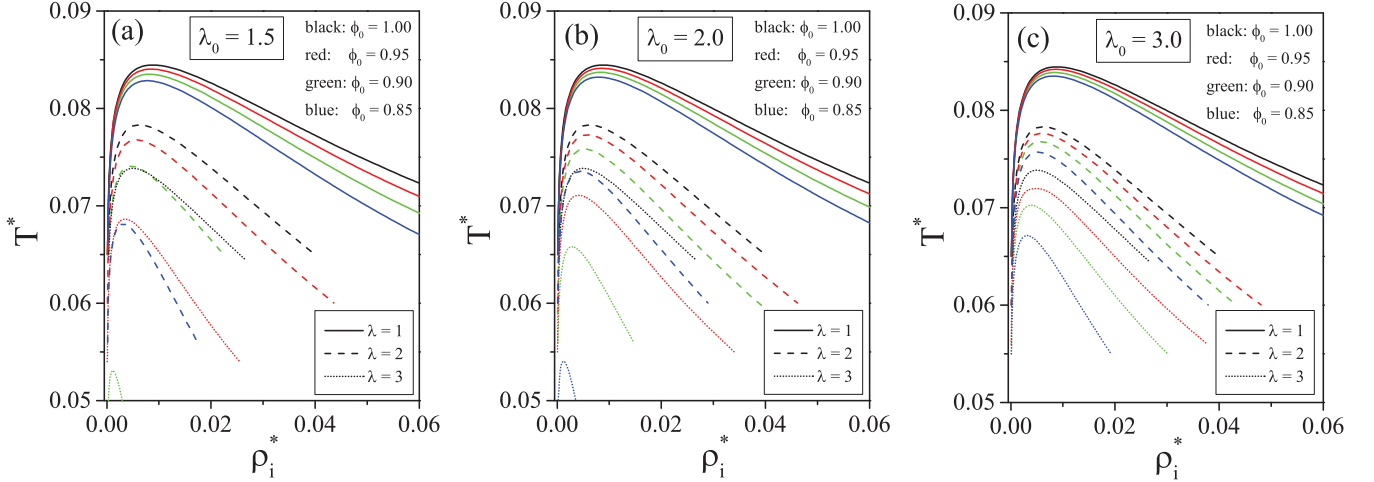 (a)
λ₀ = 1.5
black: ϕ₀ = 1.00
red: ϕ₀ = 0.95
green: ϕ₀ = 0.90
blue: ϕ₀ = 0.85
0.09
0.08
0.07
0.06
0.05
T*
λ = 1
λ = 2
λ = 3
0.00 0.02 0.04 0.06
ρᵢ*
(b)
λ₀ = 2.0
black: ϕ₀ = 1.00
red: ϕ₀ = 0.95
green: ϕ₀ = 0.90
blue: ϕ₀ = 0.85
0.09
0.08
0.07
0.06
0.05
T*
λ = 1
λ = 2
λ = 3
0.00 0.02 0.04 0.06
ρᵢ*
(c)
λ₀ = 3.0
black: ϕ₀ = 1.00
red: ϕ₀ = 0.95
green: ϕ₀ = 0.90
blue: ϕ₀ = 0.85
0.09
0.08
0.07
0.06
0.05
T*
λ = 1
λ = 2
λ = 3
0.00 0.02 0.04 0.06
ρᵢ*